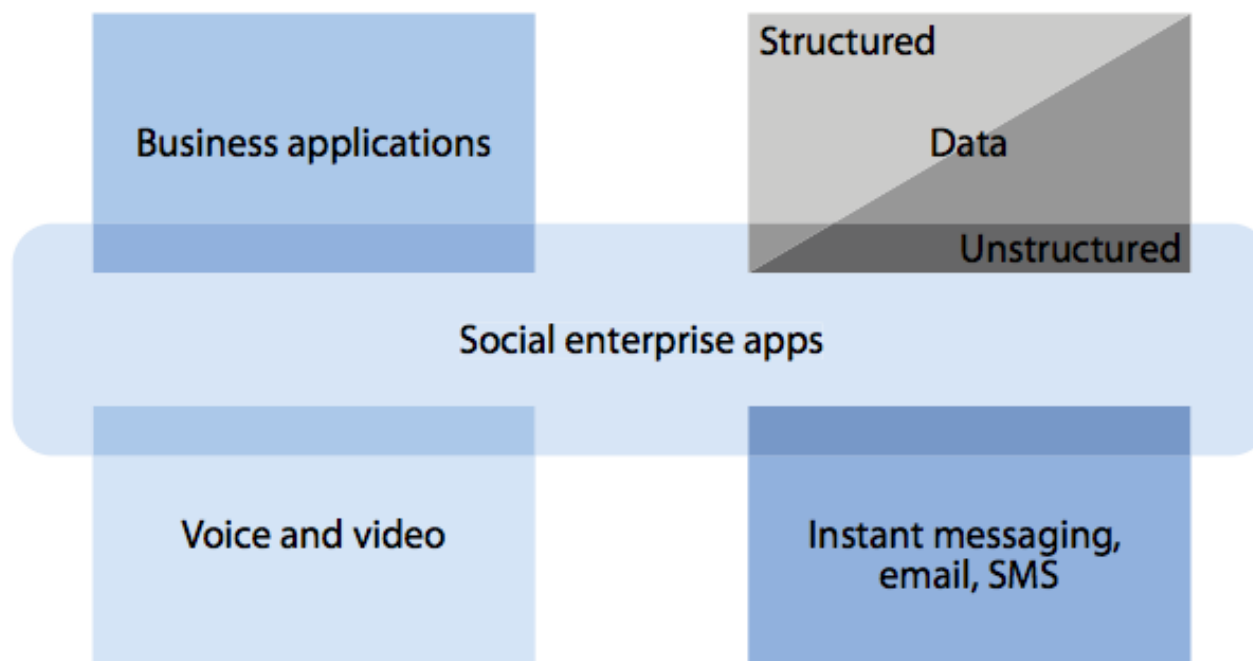 Structured
Business applications
Data
Unstructured
Social enterprise apps
Voice and video
Instant messaging,
email, SMS